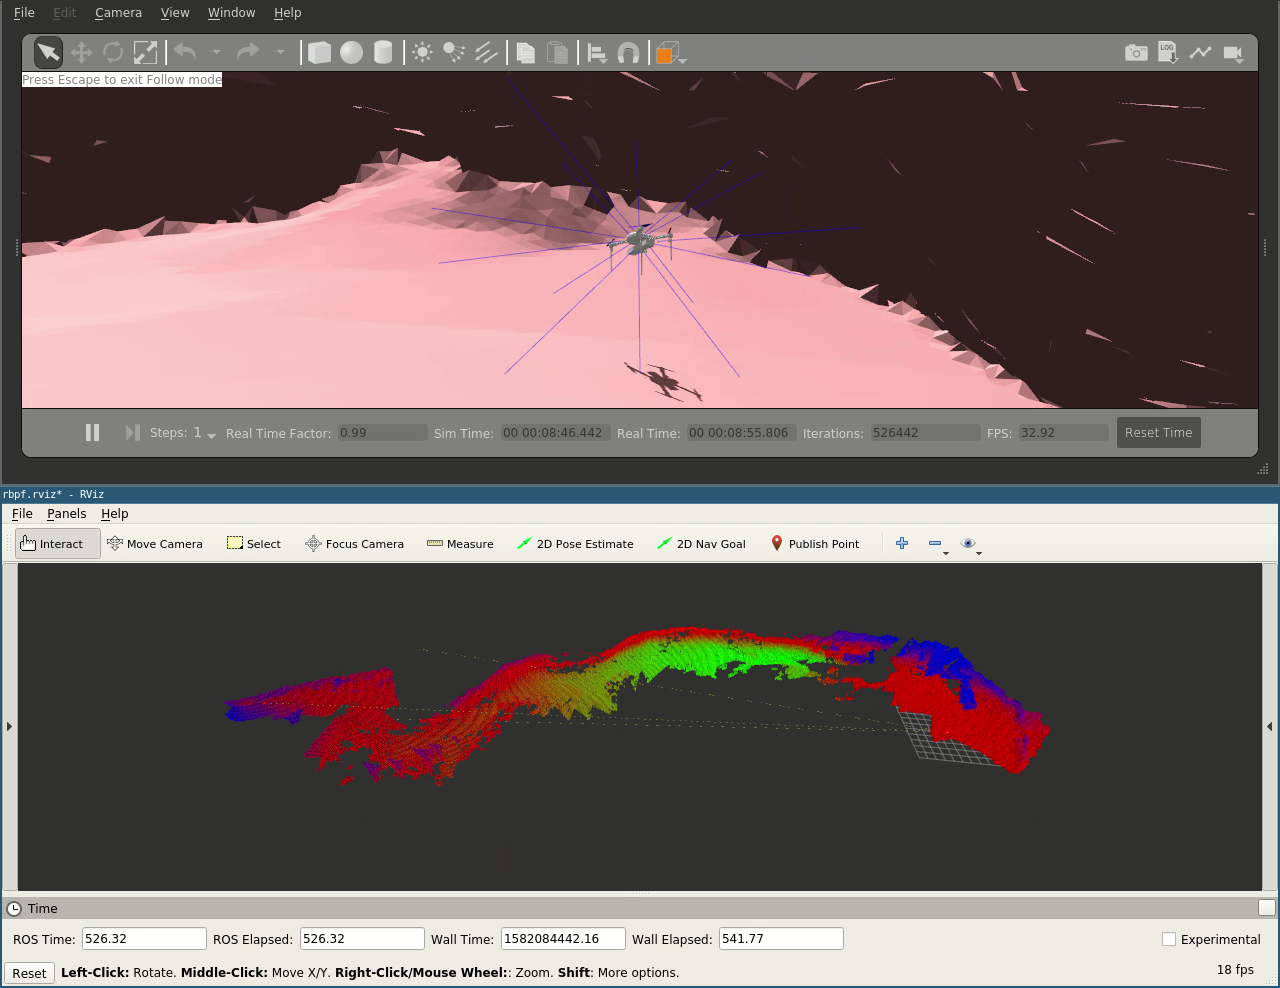 File Edit Camera View Window Help
LOG
Press Escape to exit Follow mode
Steps: 1 Real Time Factor: 0.99 Sim Time: 00 00:08:46.442 Real Time: 00 00:08:55.806 Iterations: 526442 FPS: 32.92 Reset Time
rbpf.rviz* - RViz
File Panels Help
Interact Move Camera Select Focus Camera Measure 2D Pose Estimate 2D Nav Goal Publish Point
Time
ROS Time: 526.32 ROS Elapsed: 526.32 Wall Time: 1582084442.16 Wall Elapsed: 541.77 Experimental
Reset Left-Click: Rotate. Middle-Click: Move X/Y. Right-Click/Mouse Wheel:: Zoom. Shift: More options. 18 fps